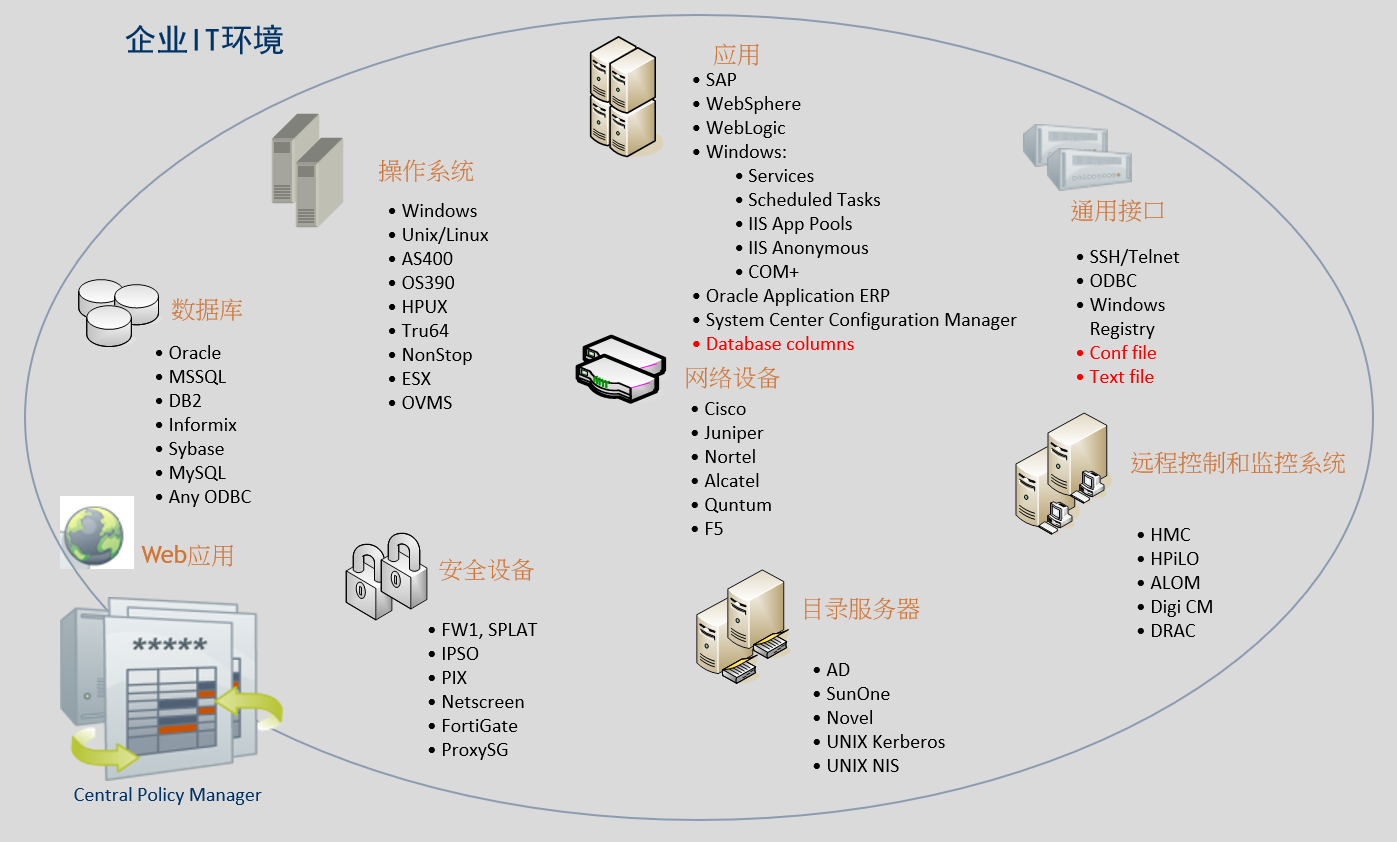 企业IT环境
应用
• SAP
• WebSphere
• WebLogic
• Windows:
• Services
• Scheduled Tasks
• IIS App Pools
• IIS Anonymous
• COM+
• Oracle Application ERP
• System Center Configuration Manager
• Database columns
操作系统
• Windows
• Unix/Linux
• AS400
• OS390
• HPUX
• Tru64
• NonStop
• ESX
• OVMS
通用接口
• SSH/Telnet
• ODBC
• Windows
Registry
• Conf file
• Text file
数据库
• Oracle
• MSSQL
• DB2
• Informix
• Sybase
• MySQL
• Any ODBC
网络设备
• Cisco
• Juniper
• Nortel
• Alcatel
• Quntum
• F5
远程控制和监控系统
• HMC
• HPiLO
• ALOM
• Digi CM
• DRAC
Web应用
安全设备
• FW1, SPLAT
• IPSO
• PIX
• Netscreen
• FortiGate
• ProxySG
目录服务器
• AD
• SunOne
• Novel
• UNIX Kerberos
• UNIX NIS
*****
Central Policy Manager